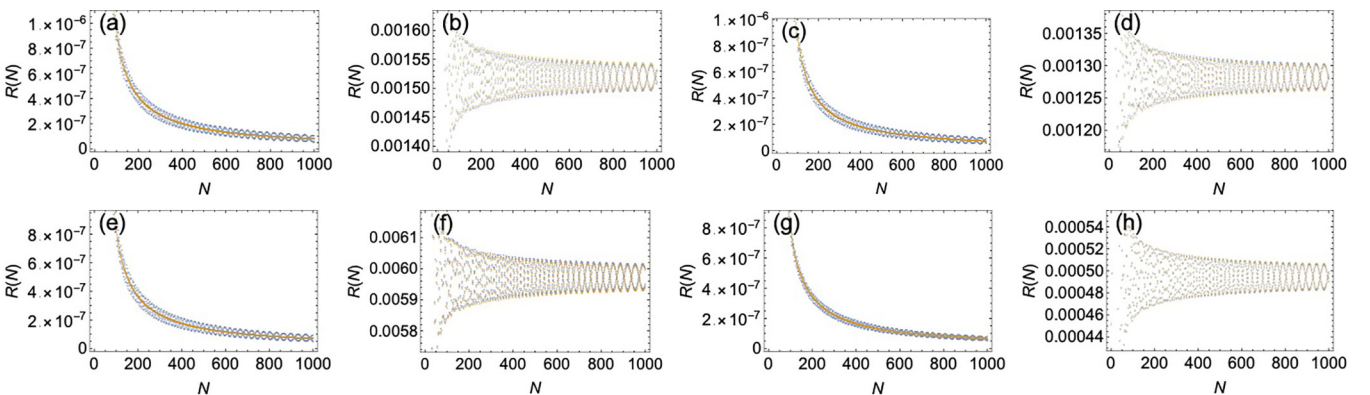 (a)
R(N)
1. × 10⁻⁶
8. × 10⁻⁷
6. × 10⁻⁷
4. × 10⁻⁷
2. × 10⁻⁷
0
0 200 400 600 800 1000
N
(b)
R(N)
0.00160
0.00155
0.00150
0.00145
0.00140
0 200 400 600 800 1000
N
(c)
R(N)
1. × 10⁻⁶
8. × 10⁻⁷
6. × 10⁻⁷
4. × 10⁻⁷
2. × 10⁻⁷
0
0 200 400 600 800 1000
N
(d)
R(N)
0.00135
0.00130
0.00125
0.00120
0 200 400 600 800 1000
N
(e)
R(N)
8. × 10⁻⁷
6. × 10⁻⁷
4. × 10⁻⁷
2. × 10⁻⁷
0
0 200 400 600 800 1000
N
(f)
R(N)
0.0061
0.0060
0.0059
0.0058
0 200 400 600 800 1000
N
(g)
R(N)
8. × 10⁻⁷
6. × 10⁻⁷
4. × 10⁻⁷
2. × 10⁻⁷
0
0 200 400 600 800 1000
N
(h)
R(N)
0.00054
0.00052
0.00050
0.00048
0.00046
0.00044
0 200 400 600 800 1000
N